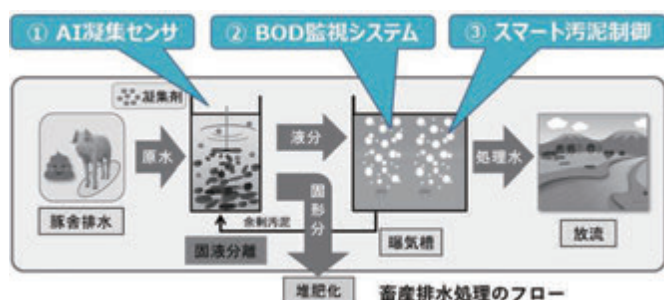 ① AI凝集センサ
② BOD監視システム
③ スマート汚泥制御
凝集剤
原水
液分
処理水
固形分
余剰汚泥
豚舎排水
固液分離
曝気槽
放流
堆肥化
畜産排水処理のフロー